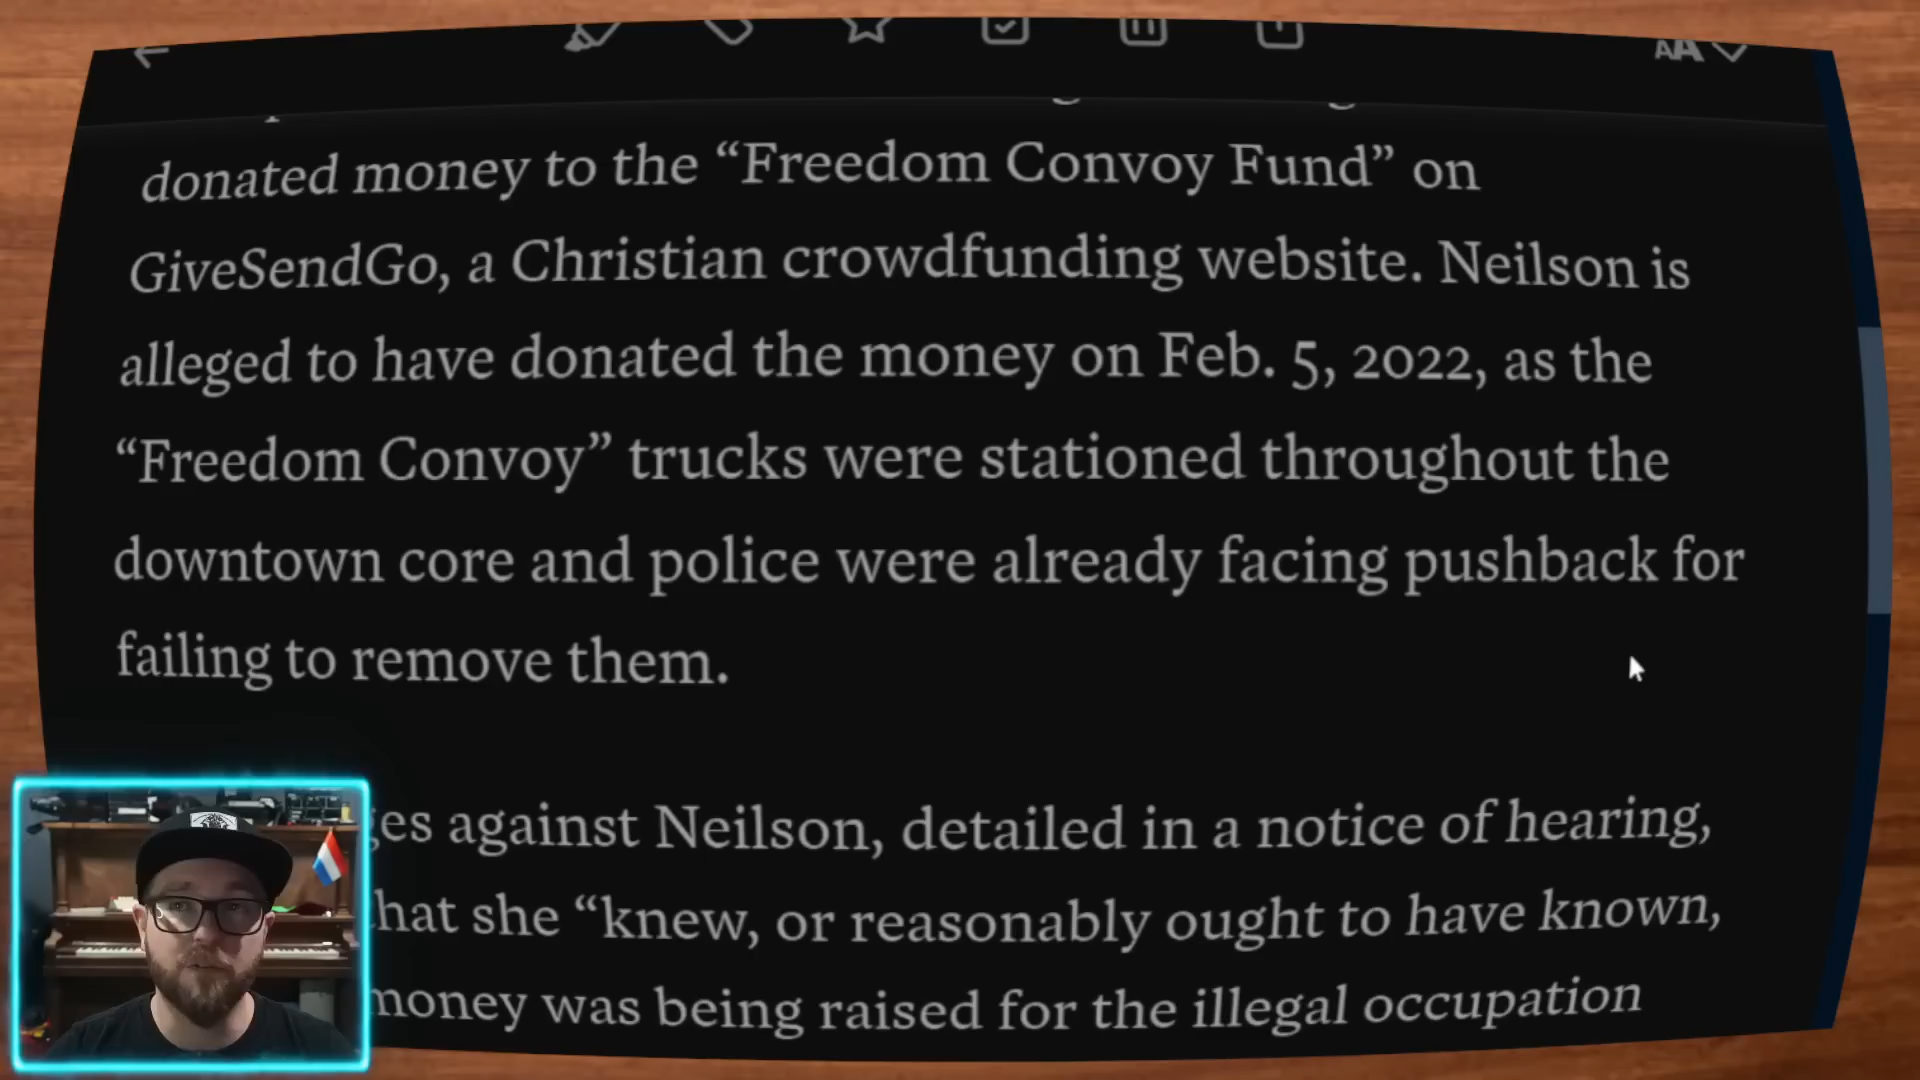 AA
donated money to the “Freedom Convoy Fund” on
GiveSendGo, a Christian crowdfunding website. Neilson is
alleged to have donated the money on Feb. 5, 2022, as the
“Freedom Convoy” trucks were stationed throughout the
downtown core and police were already facing pushback for
failing to remove them.
ges against Neilson, detailed in a notice of hearing,
hat she “knew, or reasonably ought to have known,
money was being raised for the illegal occupation